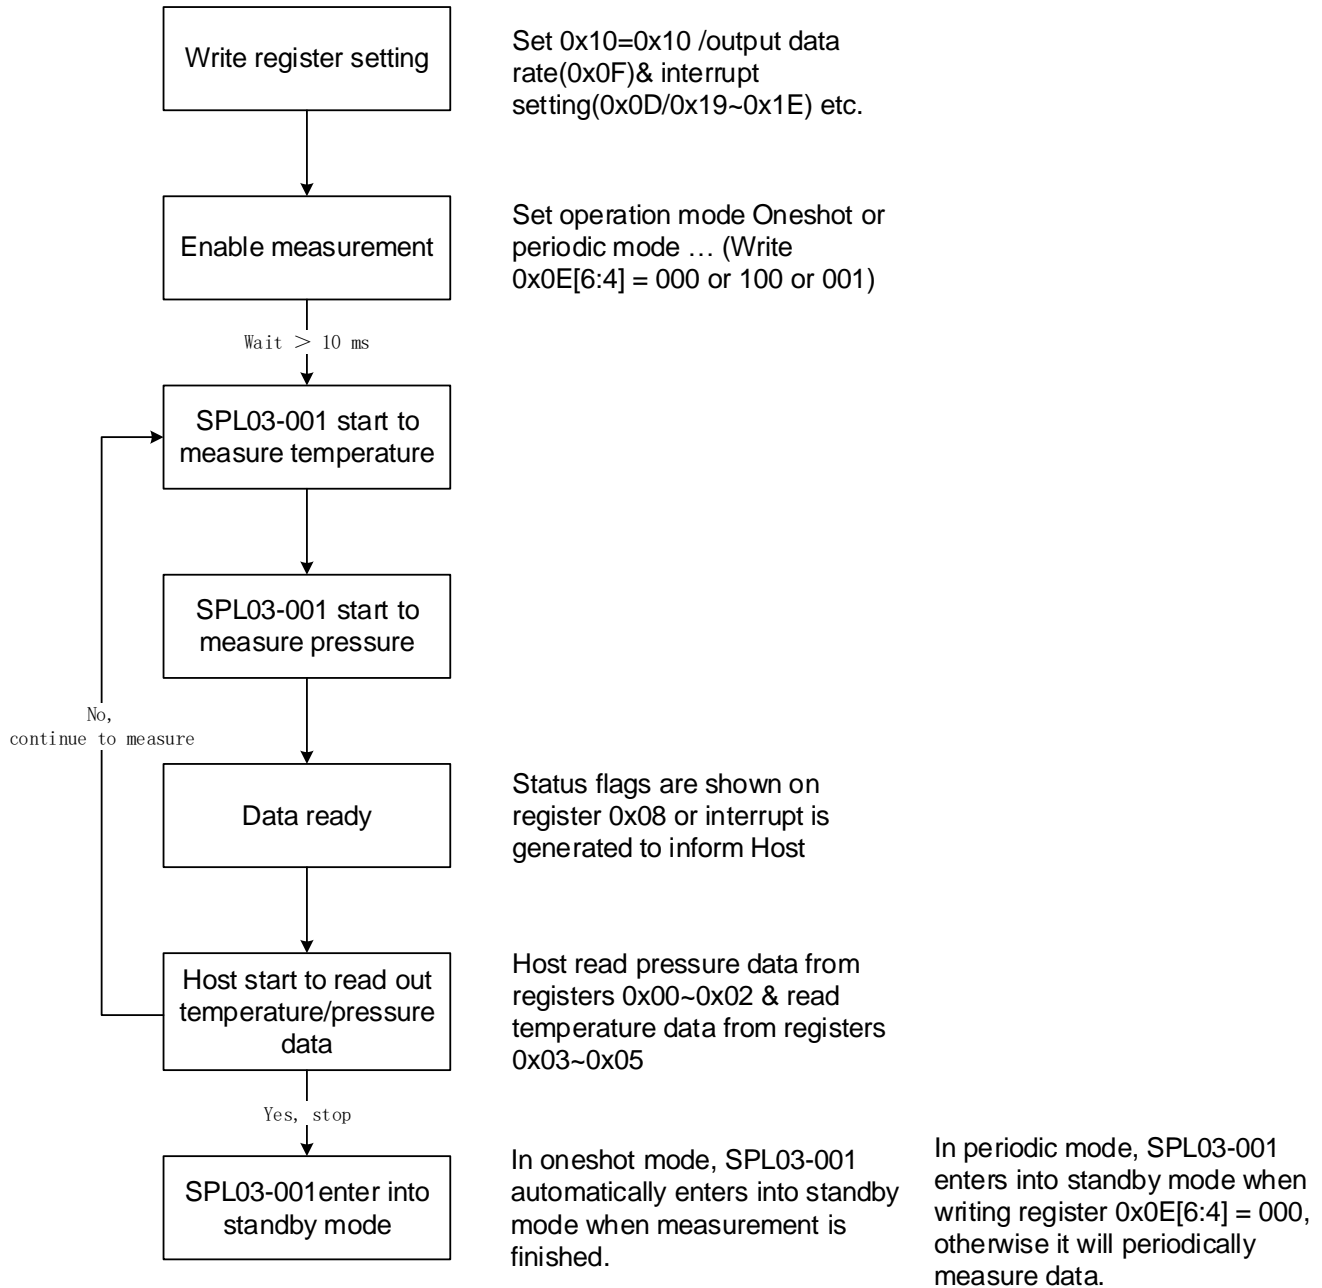 Write register setting
Set 0x10=0x10 /output data
rate(0x0F)& interrupt
setting(0x0D/0x19~0x1E) etc.
Enable measurement
Set operation mode Oneshot or
periodic mode … (Write
0x0E[6:4] = 000 or 100 or 001)
Wait > 10 ms
SPL03-001 start to
measure temperature
SPL03-001 start to
measure pressure
No,
continue to measure
Data ready
Status flags are shown on
register 0x08 or interrupt is
generated to inform Host
Host start to read out
temperature/pressure
data
Host read pressure data from
registers 0x00~0x02 & read
temperature data from registers
0x03~0x05
Yes, stop
SPL03-001enter into
standby mode
In oneshot mode, SPL03-001
automatically enters into standby
mode when measurement is
finished.
In periodic mode, SPL03-001
enters into standby mode when
writing register 0x0E[6:4] = 000,
otherwise it will periodically
measure data.